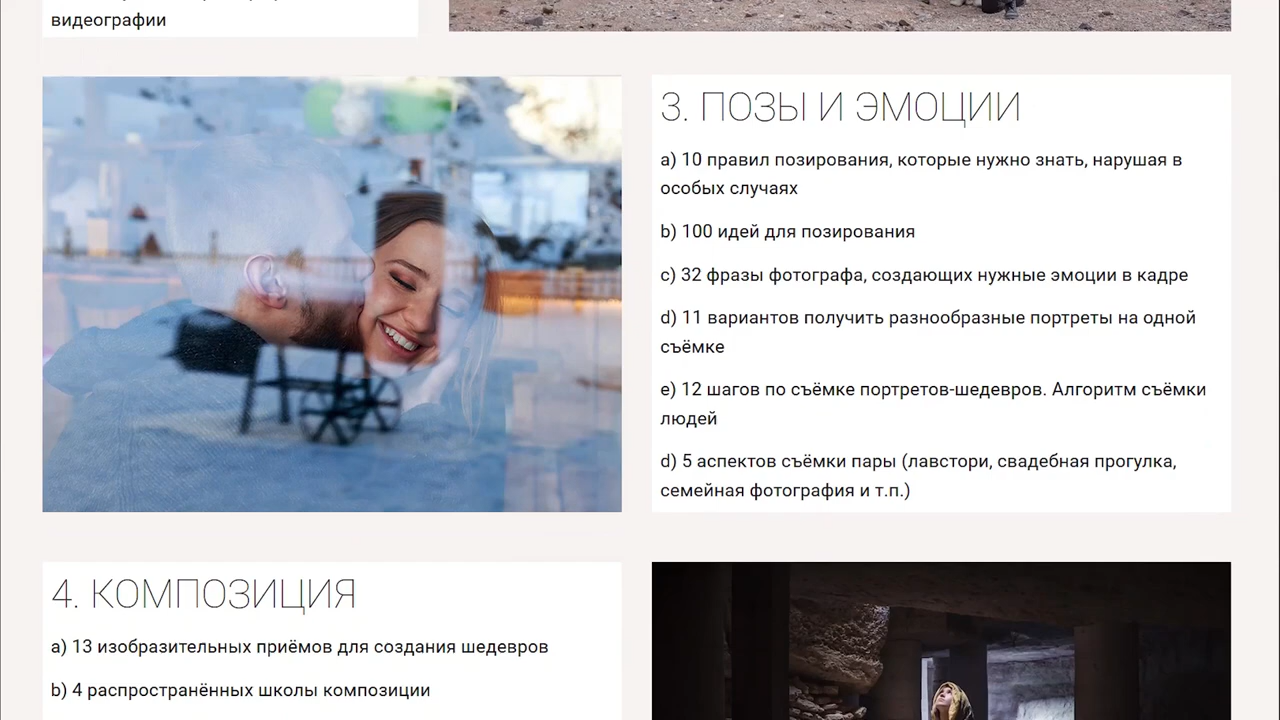 видеографии
3. ПОЗЫ И ЭМОЦИИ
a) 10 правил позирования, которые нужно знать, нарушая в
особых случаях
b) 100 идей для позирования
c) 32 фразы фотографа, создающих нужные эмоции в кадре
d) 11 вариантов получить разнообразные портреты на одной
съёмке
e) 12 шагов по съёмке портретов-шедевров. Алгоритм съёмки
людей
d) 5 аспектов съёмки пары (лавстори, свадебная прогулка,
семейная фотография и т.п.)
4. КОМПОЗИЦИЯ
a) 13 изобразительных приёмов для создания шедевров
b) 4 распространённых школы композиции